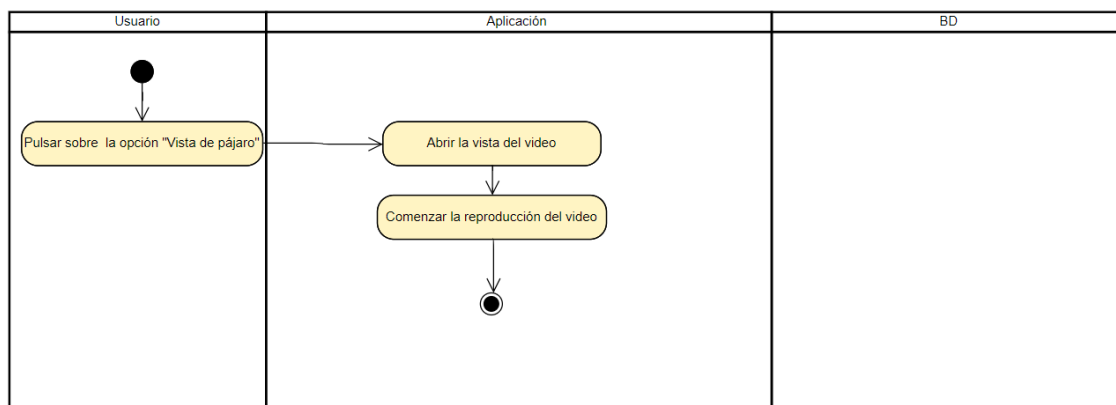 Usuario
Aplicación
BD
Pulsar sobre la opción "Vista de pájaro"
Abrir la vista del video
Comenzar la reproducción del video